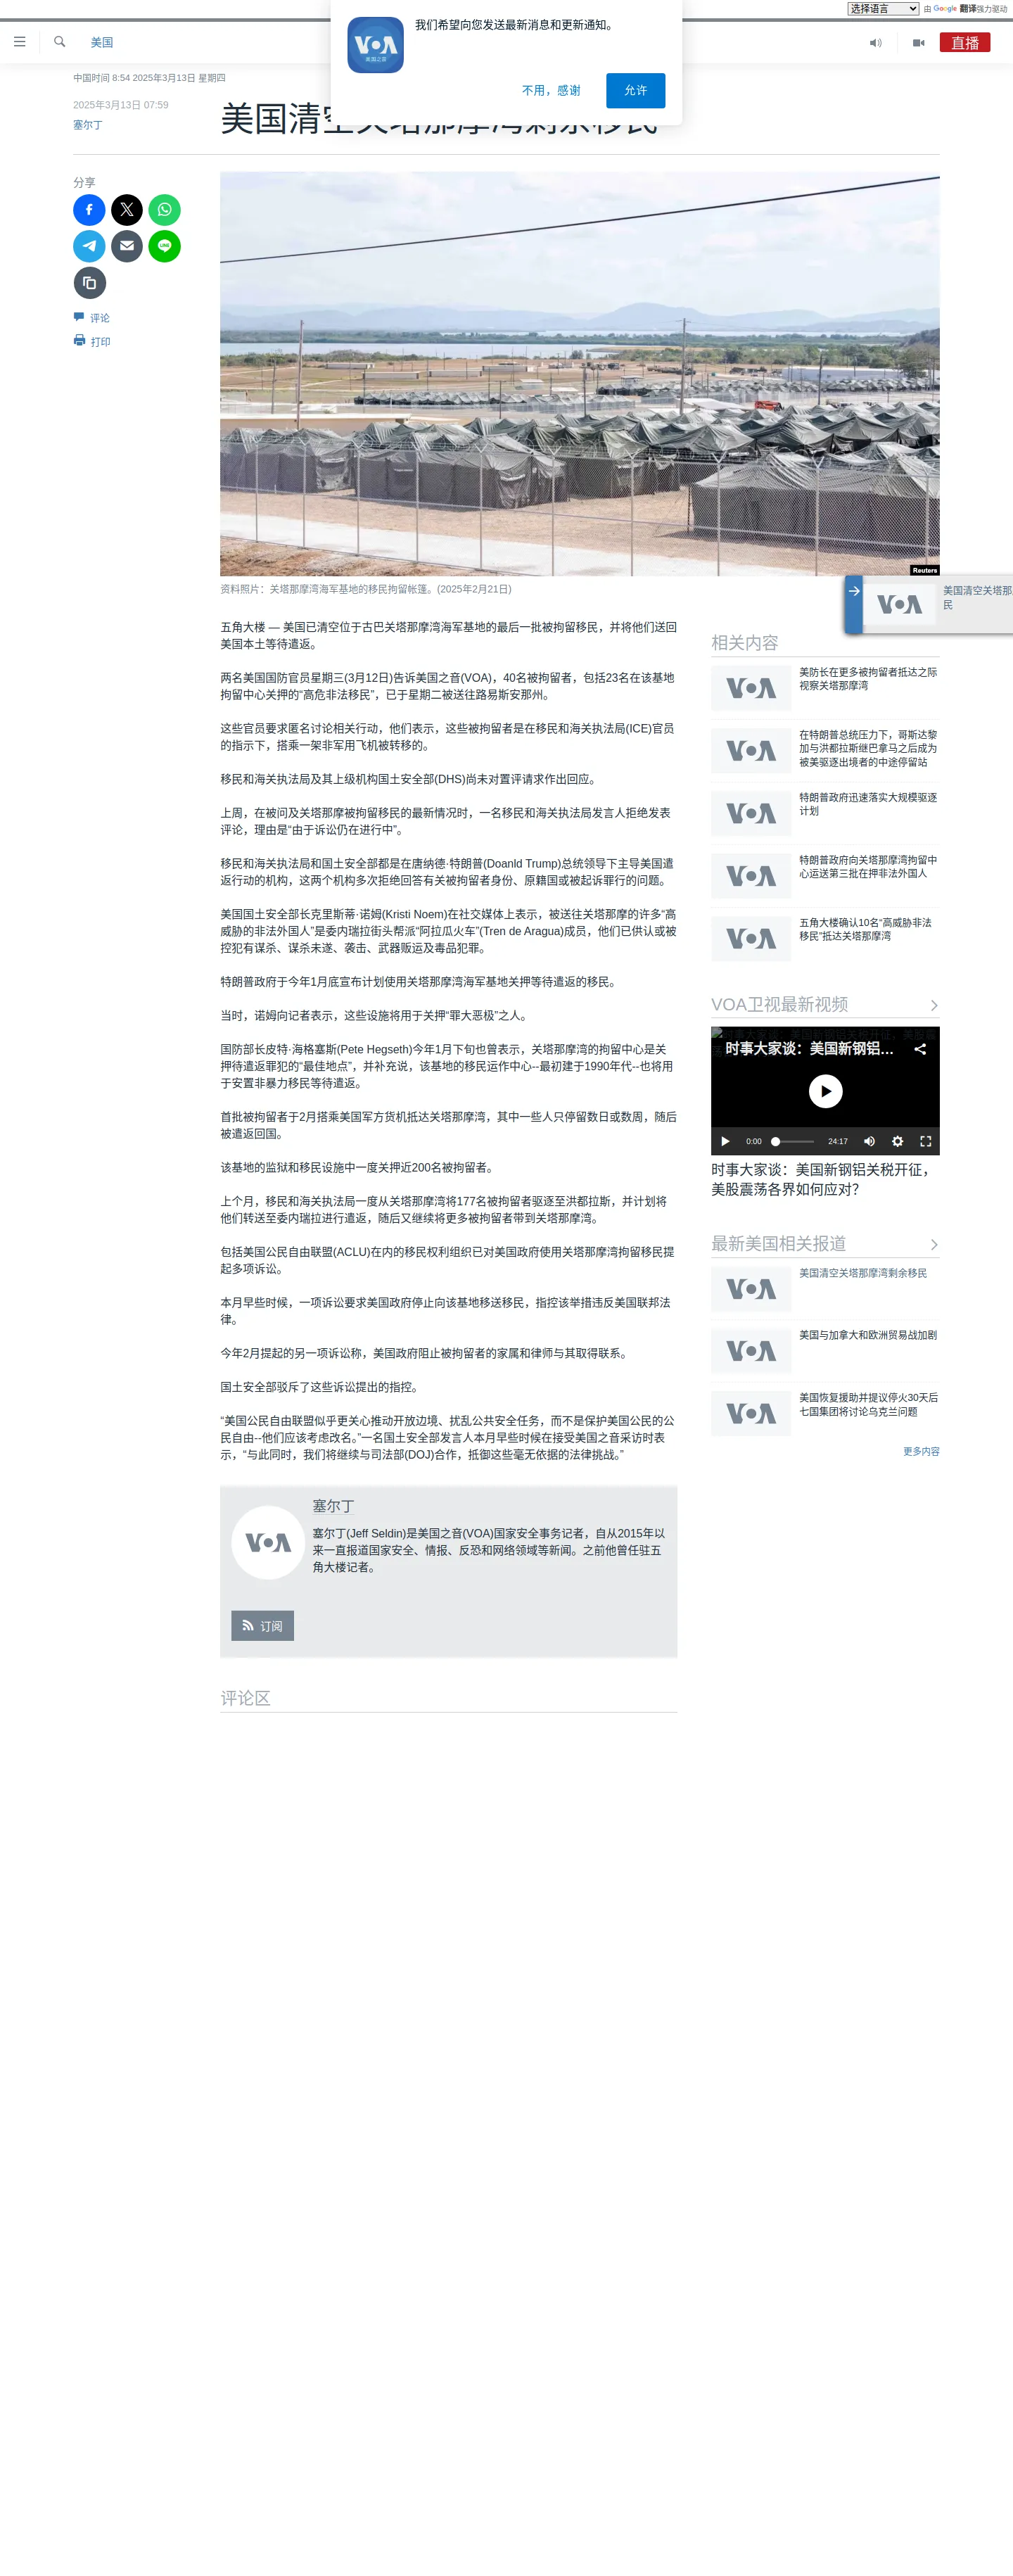 选择语言
由 Google 翻译强力驱动
我们希望向您发送最新消息和更新通知。
VOA
美国之音
不用，感谢
允许
美国
直播
中国时间 8:54 2025年3月13日 星期四
2025年3月13日 07:59
塞尔丁
美国清空关塔那摩湾剩余移民
分享
LINE
评论
打印
Reuters
资料照片：关塔那摩湾海军基地的移民拘留帐篷。(2025年2月21日)
VOA
美国清空关塔那
民
五角大楼 — 美国已清空位于古巴关塔那摩湾海军基地的最后一批被拘留移民，并将他们送回
美国本土等待遣返。
两名美国国防官员星期三(3月12日)告诉美国之音(VOA)，40名被拘留者，包括23名在该基地
拘留中心关押的“高危非法移民”，已于星期二被送往路易斯安那州。
这些官员要求匿名讨论相关行动，他们表示，这些被拘留者是在移民和海关执法局(ICE)官员
的指示下，搭乘一架非军用飞机被转移的。
移民和海关执法局及其上级机构国土安全部(DHS)尚未对置评请求作出回应。
上周，在被问及关塔那摩被拘留移民的最新情况时，一名移民和海关执法局发言人拒绝发表
评论，理由是“由于诉讼仍在进行中”。
移民和海关执法局和国土安全部都是在唐纳德·特朗普(Doanld Trump)总统领导下主导美国遣
返行动的机构，这两个机构多次拒绝回答有关被拘留者身份、原籍国或被起诉罪行的问题。
美国国土安全部长克里斯蒂·诺姆(Kristi Noem)在社交媒体上表示，被送往关塔那摩的许多“高
威胁的非法外国人”是委内瑞拉街头帮派“阿拉瓜火车”(Tren de Aragua)成员，他们已供认或被
控犯有谋杀、谋杀未遂、袭击、武器贩运及毒品犯罪。
特朗普政府于今年1月底宣布计划使用关塔那摩湾海军基地关押等待遣返的移民。
当时，诺姆向记者表示，这些设施将用于关押“罪大恶极”之人。
国防部长皮特·海格塞斯(Pete Hegseth)今年1月下旬也曾表示，关塔那摩湾的拘留中心是关
押待遣返罪犯的“最佳地点”，并补充说，该基地的移民运作中心--最初建于1990年代--也将用
于安置非暴力移民等待遣返。
首批被拘留者于2月搭乘美国军方货机抵达关塔那摩湾，其中一些人只停留数日或数周，随后
被遣返回国。
该基地的监狱和移民设施中一度关押近200名被拘留者。
上个月，移民和海关执法局一度从关塔那摩湾将177名被拘留者驱逐至洪都拉斯，并计划将
他们转送至委内瑞拉进行遣返，随后又继续将更多被拘留者带到关塔那摩湾。
包括美国公民自由联盟(ACLU)在内的移民权利组织已对美国政府使用关塔那摩湾拘留移民提
起多项诉讼。
本月早些时候，一项诉讼要求美国政府停止向该基地移送移民，指控该举措违反美国联邦法
律。
今年2月提起的另一项诉讼称，美国政府阻止被拘留者的家属和律师与其取得联系。
国土安全部驳斥了这些诉讼提出的指控。
“美国公民自由联盟似乎更关心推动开放边境、扰乱公共安全任务，而不是保护美国公民的公
民自由--他们应该考虑改名。”一名国土安全部发言人本月早些时候在接受美国之音采访时表
示，“与此同时，我们将继续与司法部(DOJ)合作，抵御这些毫无依据的法律挑战。”
VOA
塞尔丁
塞尔丁(Jeff Seldin)是美国之音(VOA)国家安全事务记者，自从2015年以
来一直报道国家安全、情报、反恐和网络领域等新闻。之前他曾任驻五
角大楼记者。
订阅
评论区
相关内容
VOA
美防长在更多被拘留者抵达之际
视察关塔那摩湾
VOA
在特朗普总统压力下，哥斯达黎
加与洪都拉斯继巴拿马之后成为
被美驱逐出境者的中途停留站
VOA
特朗普政府迅速落实大规模驱逐
计划
VOA
特朗普政府向关塔那摩湾拘留中
心运送第三批在押非法外国人
VOA
五角大楼确认10名“高威胁非法
移民”抵达关塔那摩湾
VOA卫视最新视频
时事大家谈：美国新钢铝...
0:00
24:17
时事大家谈：美国新钢铝关税开征，
美股震荡各界如何应对？
最新美国相关报道
VOA
美国清空关塔那摩湾剩余移民
VOA
美国与加拿大和欧洲贸易战加剧
VOA
美国恢复援助并提议停火30天后
七国集团将讨论乌克兰问题
更多内容